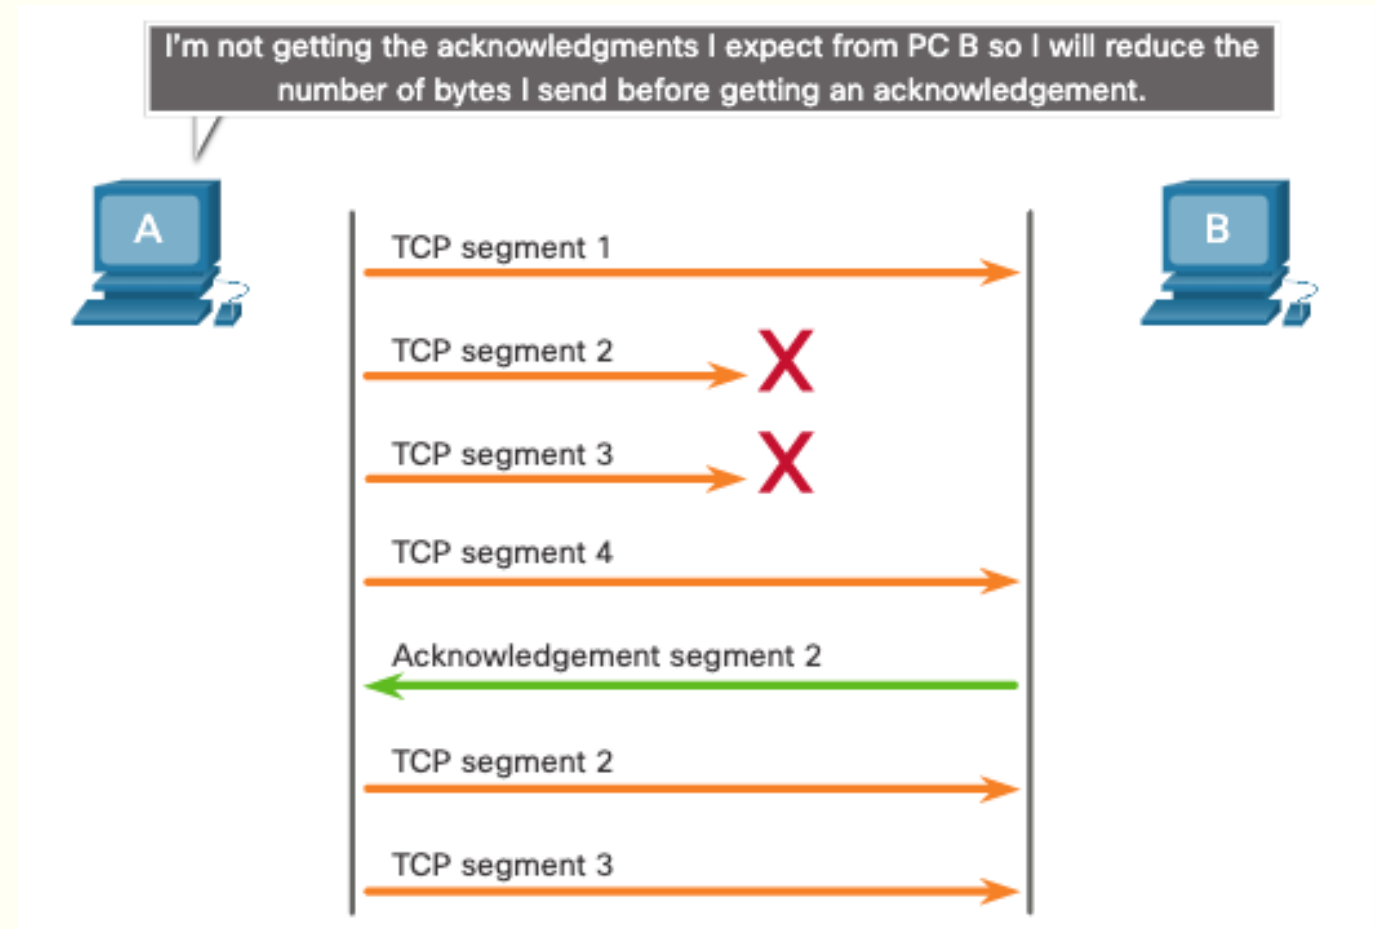 I'm not getting the acknowledgments I expect from PC B so I will reduce the
number of bytes I send before getting an acknowledgement.
A
B
TCP segment 1
TCP segment 2
X
TCP segment 3
X
TCP segment 4
Acknowledgement segment 2
TCP segment 2
TCP segment 3